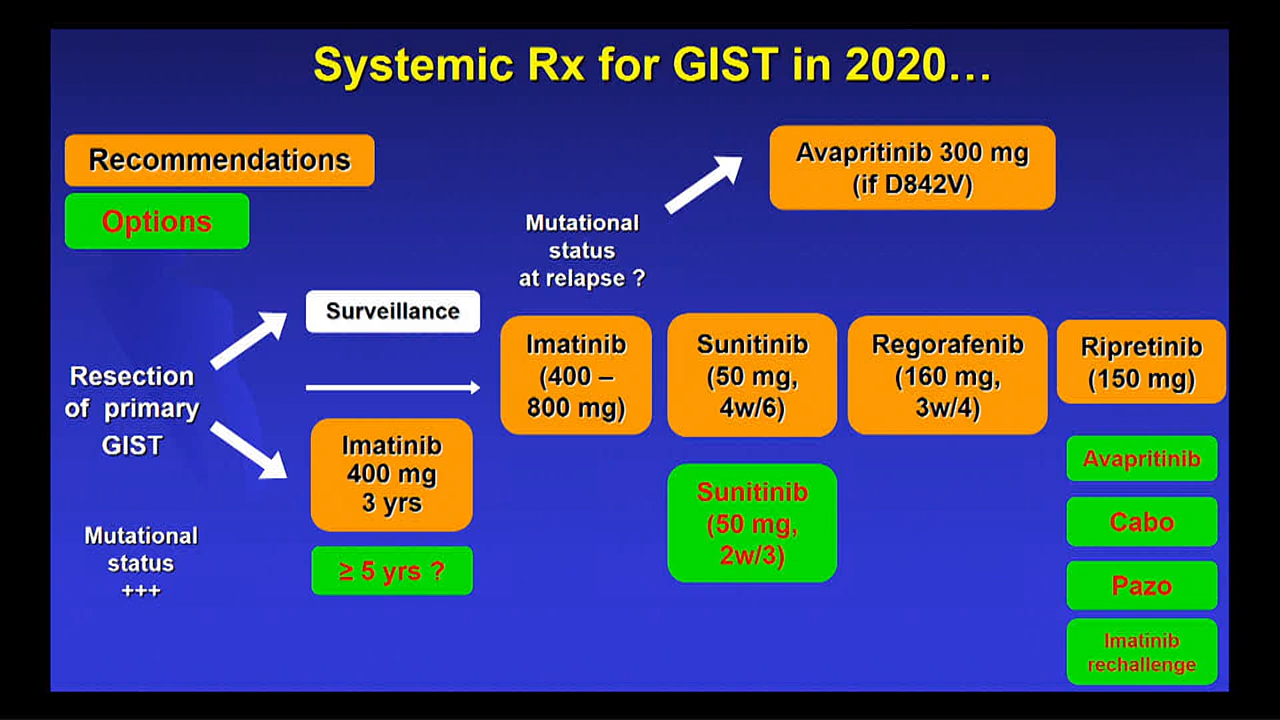 Systemic Rx for GIST in 2020…
Recommendations
Options
Avapritinib 300 mg
(if D842V)
Mutational
status
at relapse ?
Surveillance
Resection
of primary
GIST
Imatinib
400 mg
3 yrs
≥ 5 yrs ?
Mutational
status
+++
Imatinib
(400 –
800 mg)
Sunitinib
(50 mg,
4w/6)
Regorafenib
(160 mg,
3w/4)
Ripretinib
(150 mg)
Sunitinib
(50 mg,
2w/3)
Avapritinib
Cabo
Pazo
Imatinib
rechallenge